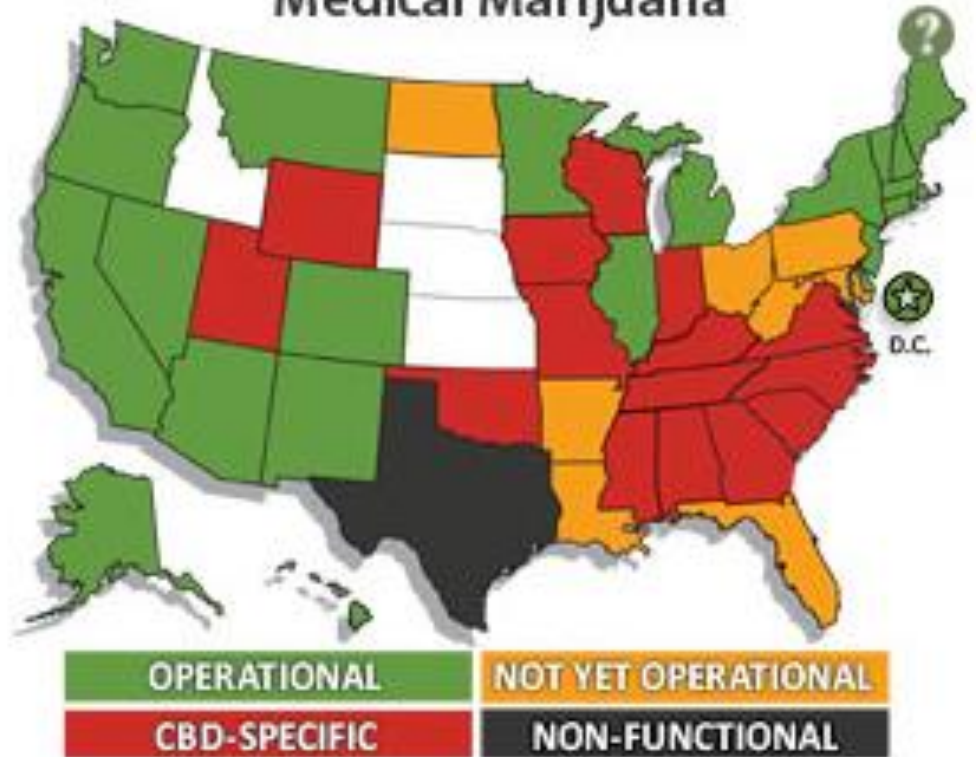 Medical Marijuana
?
D.C.
OPERATIONAL
NOT YET OPERATIONAL
CBD-SPECIFIC
NON-FUNCTIONAL